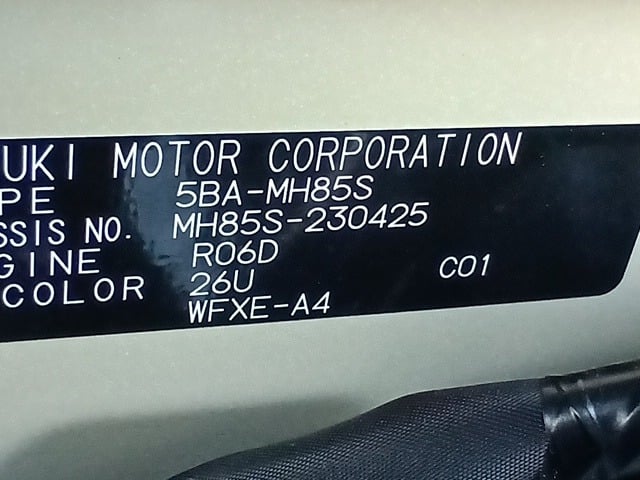 UKI MOTOR CORPORATION
PE 5BA-MH85S
SSIS NO. MH85S-230425
GINE R06D
COLOR 26U C01
WFXE-A4